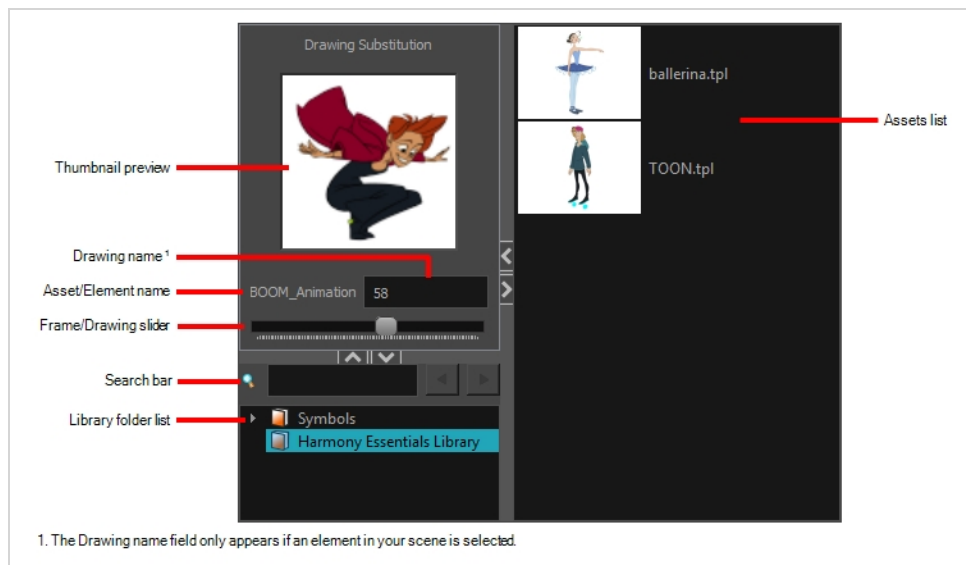 Drawing Substitution
ballerina.tpl
Assets list
Thumbnail preview
TOON.tpl
Drawing name ¹
Asset/Element name
BOOM_Animation
58
Frame/Drawing slider
Search bar
Library folder list
Symbols
Harmony Essentials Library
1. The Drawing name field only appears if an element in your scene is selected.